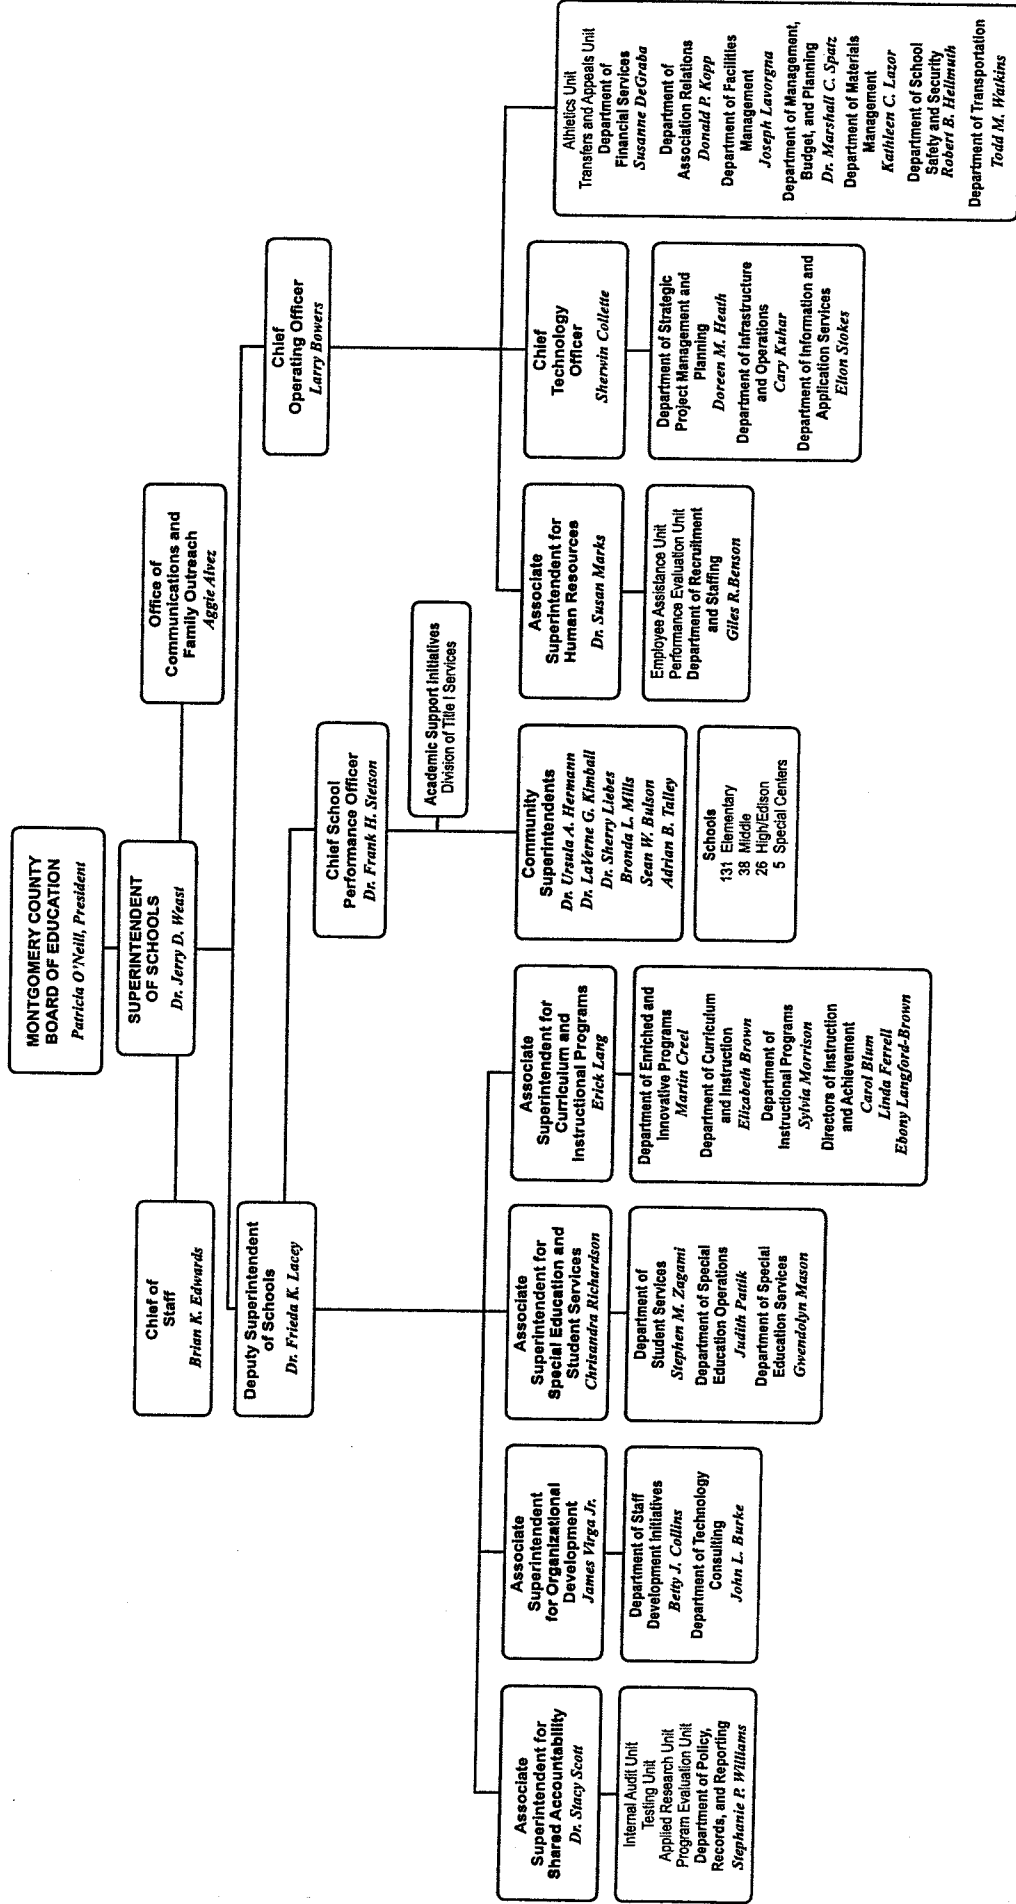 MONTGOMERY COUNTY
BOARD OF EDUCATION
Patricia O'Neill, President
SUPERINTENDENT
OF SCHOOLS
Dr. Jerry D. Weast
Chief of
Staff
Brian K. Edwards
Office of
Communications and
Family Outreach
Aggie Alvez
Deputy Superintendent
of Schools
Dr. Frieda K. Lacey
Chief
Operating Officer
Larry Bowers
Chief School
Performance Officer
Dr. Frank H. Stetson
Academic Support Initiatives
Division of Title I Services
Associate
Superintendent for
Shared Accountability
Dr. Stacy Scott
Internal Audit Unit
Testing Unit
Applied Research Unit
Program Evaluation Unit
Department of Policy,
Records, and Reporting
Stephanie P. Williams
Associate
Superintendent
for Organizational
Development
James Virga Jr.
Department of Staff
Development Initiatives
Betty J. Collins
Department of Technology
Consulting
John L. Burke
Associate
Superintendent for
Special Education and
Student Services
Chrisandra Richardson
Department of
Student Services
Stephen M. Zagami
Department of Special
Education Operations
Judith Pattik
Department of Special
Education Services
Gwendolyn Mason
Associate
Superintendent for
Curriculum and
Instructional Programs
Erick Lang
Department of Enriched and
Innovative Programs
Martin Creel
Department of Curriculum
and Instruction
Elizabeth Brown
Department of
Instructional Programs
Sylvia Morrison
Directors of Instruction
and Achievement
Carol Blum
Linda Ferrell
Ebony Langford-Brown
Community
Superintendents
Dr. Ursula A. Hermann
Dr. LaVerne G. Kimball
Dr. Sherry Liebes
Bronda L. Mills
Sean W. Bulson
Adrian B. Talley
Schools
131 Elementary
38 Middle
26 High/Edison
5 Special Centers
Associate
Superintendent for
Human Resources
Dr. Susan Marks
Employee Assistance Unit
Performance Evaluation Unit
Department of Recruitment
and Staffing
Giles R.Benson
Chief
Technology
Officer
Sherwin Collette
Department of Strategic
Project Management and
Planning
Doreen M. Heath
Department of Infrastructure
and Operations
Cary Kuhar
Department of Information and
Application Services
Elton Stokes
Athletics Unit
Transfers and Appeals Unit
Department of
Financial Services
Susanne DeGraba
Department of
Association Relations
Donald P. Kopp
Department of Facilities
Management
Joseph Lavorgna
Department of Management,
Budget, and Planning
Dr. Marshall C. Spatz
Department of Materials
Management
Kathleen C. Lazor
Department of School
Safety and Security
Robert B. Hellmuth
Department of Transportation
Todd M. Watkins